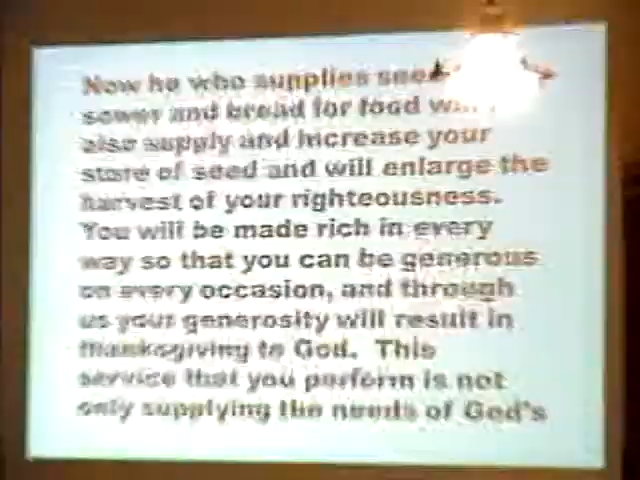 Now he who supplies seed
sower and bread for food will
also supply and increase your
store of seed and will enlarge the
harvest of your righteousness.
You will be made rich in every
way so that you can be generous
on every occasion, and through
us your generosity will result in
thanksgiving to God. This
service that you perform is not
only supplying the needs of God's